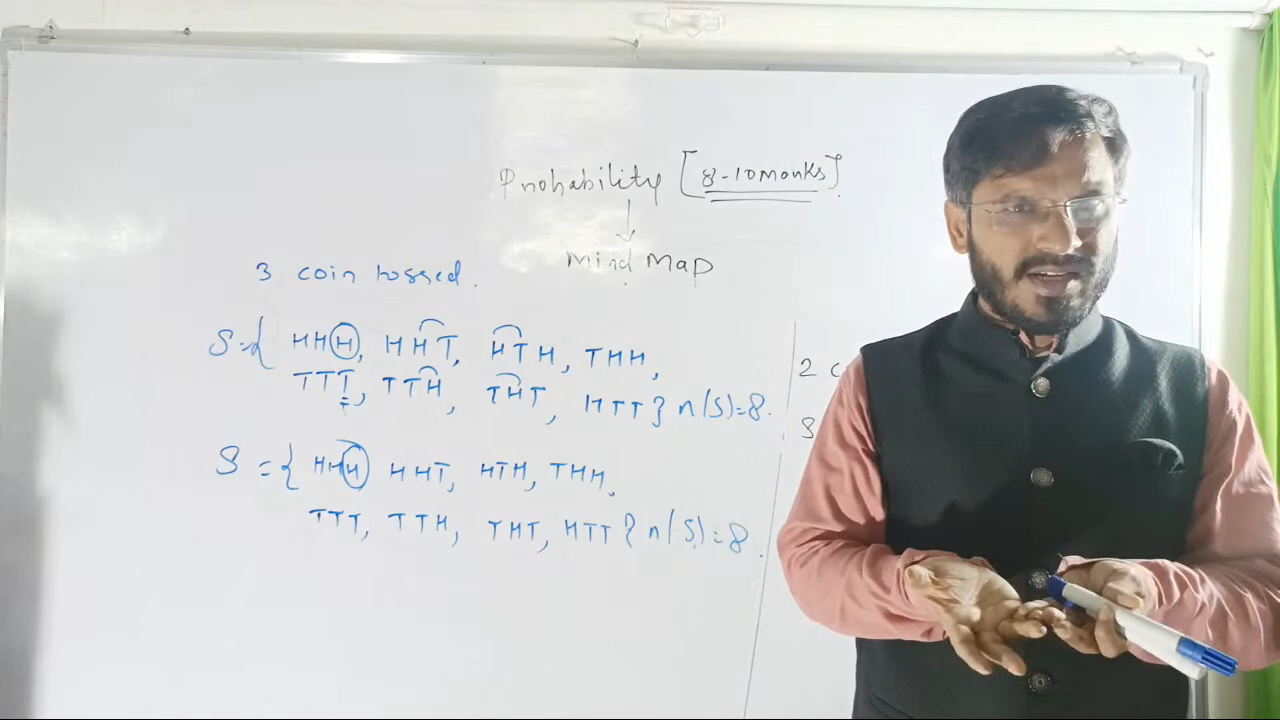 Probability [8-10 marks]
↓
Mind Map
3 coin tossed.
S={ HHH, HHT, HTH, THH,
TTT, TTH, THT, HTT } n(S)=8.
S={ HHH HHT, HTH, THH,
TTT, TTH, THT, HTT } n(S)=8.
2 c
S